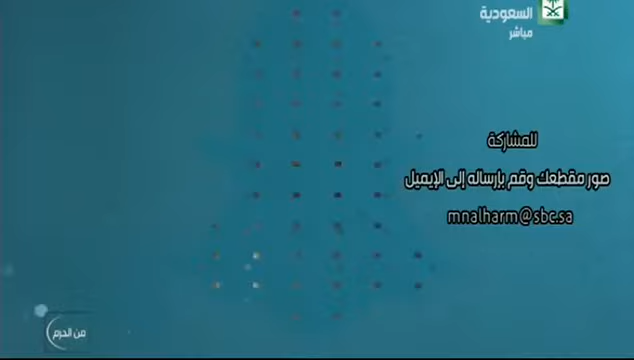 السعودية
مباشر
للمشاركة
صور مقطعك وقم بإرساله إلى الإيميل
mnalharm@sbc.sa
من الحرم